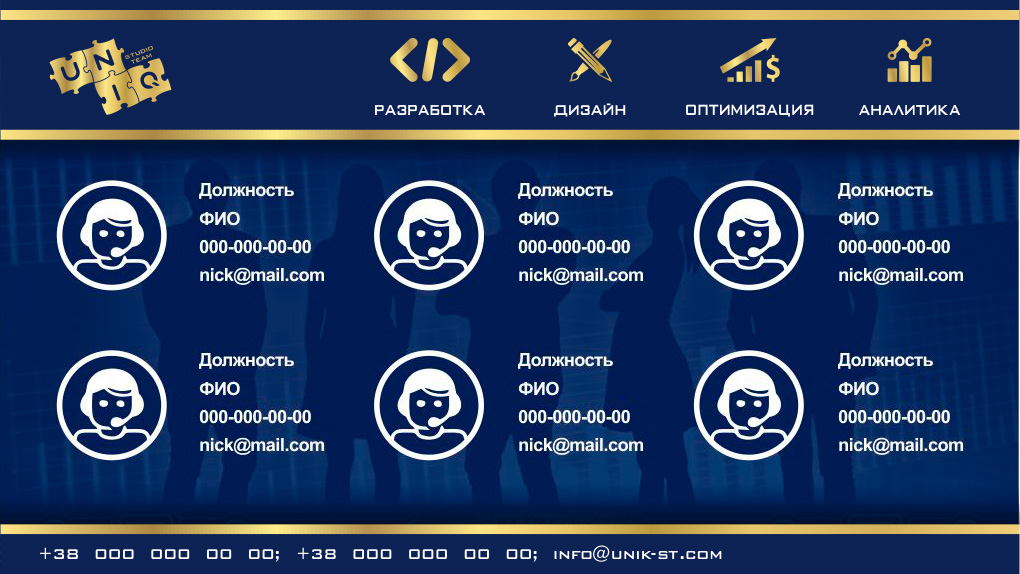 UNIQ
STUDIO
TEAM
РАЗРАБОТКА
ДИЗАЙН
ОПТИМИЗАЦИЯ
АНАЛИТИКА
Должность
ФИО
000-000-00-00
nick@mail.com
Должность
ФИО
000-000-00-00
nick@mail.com
Должность
ФИО
000-000-00-00
nick@mail.com
Должность
ФИО
000-000-00-00
nick@mail.com
Должность
ФИО
000-000-00-00
nick@mail.com
Должность
ФИО
000-000-00-00
nick@mail.com
+38 000 000 00 00; +38 000 000 00 00; INFO@UNIK-ST.COM